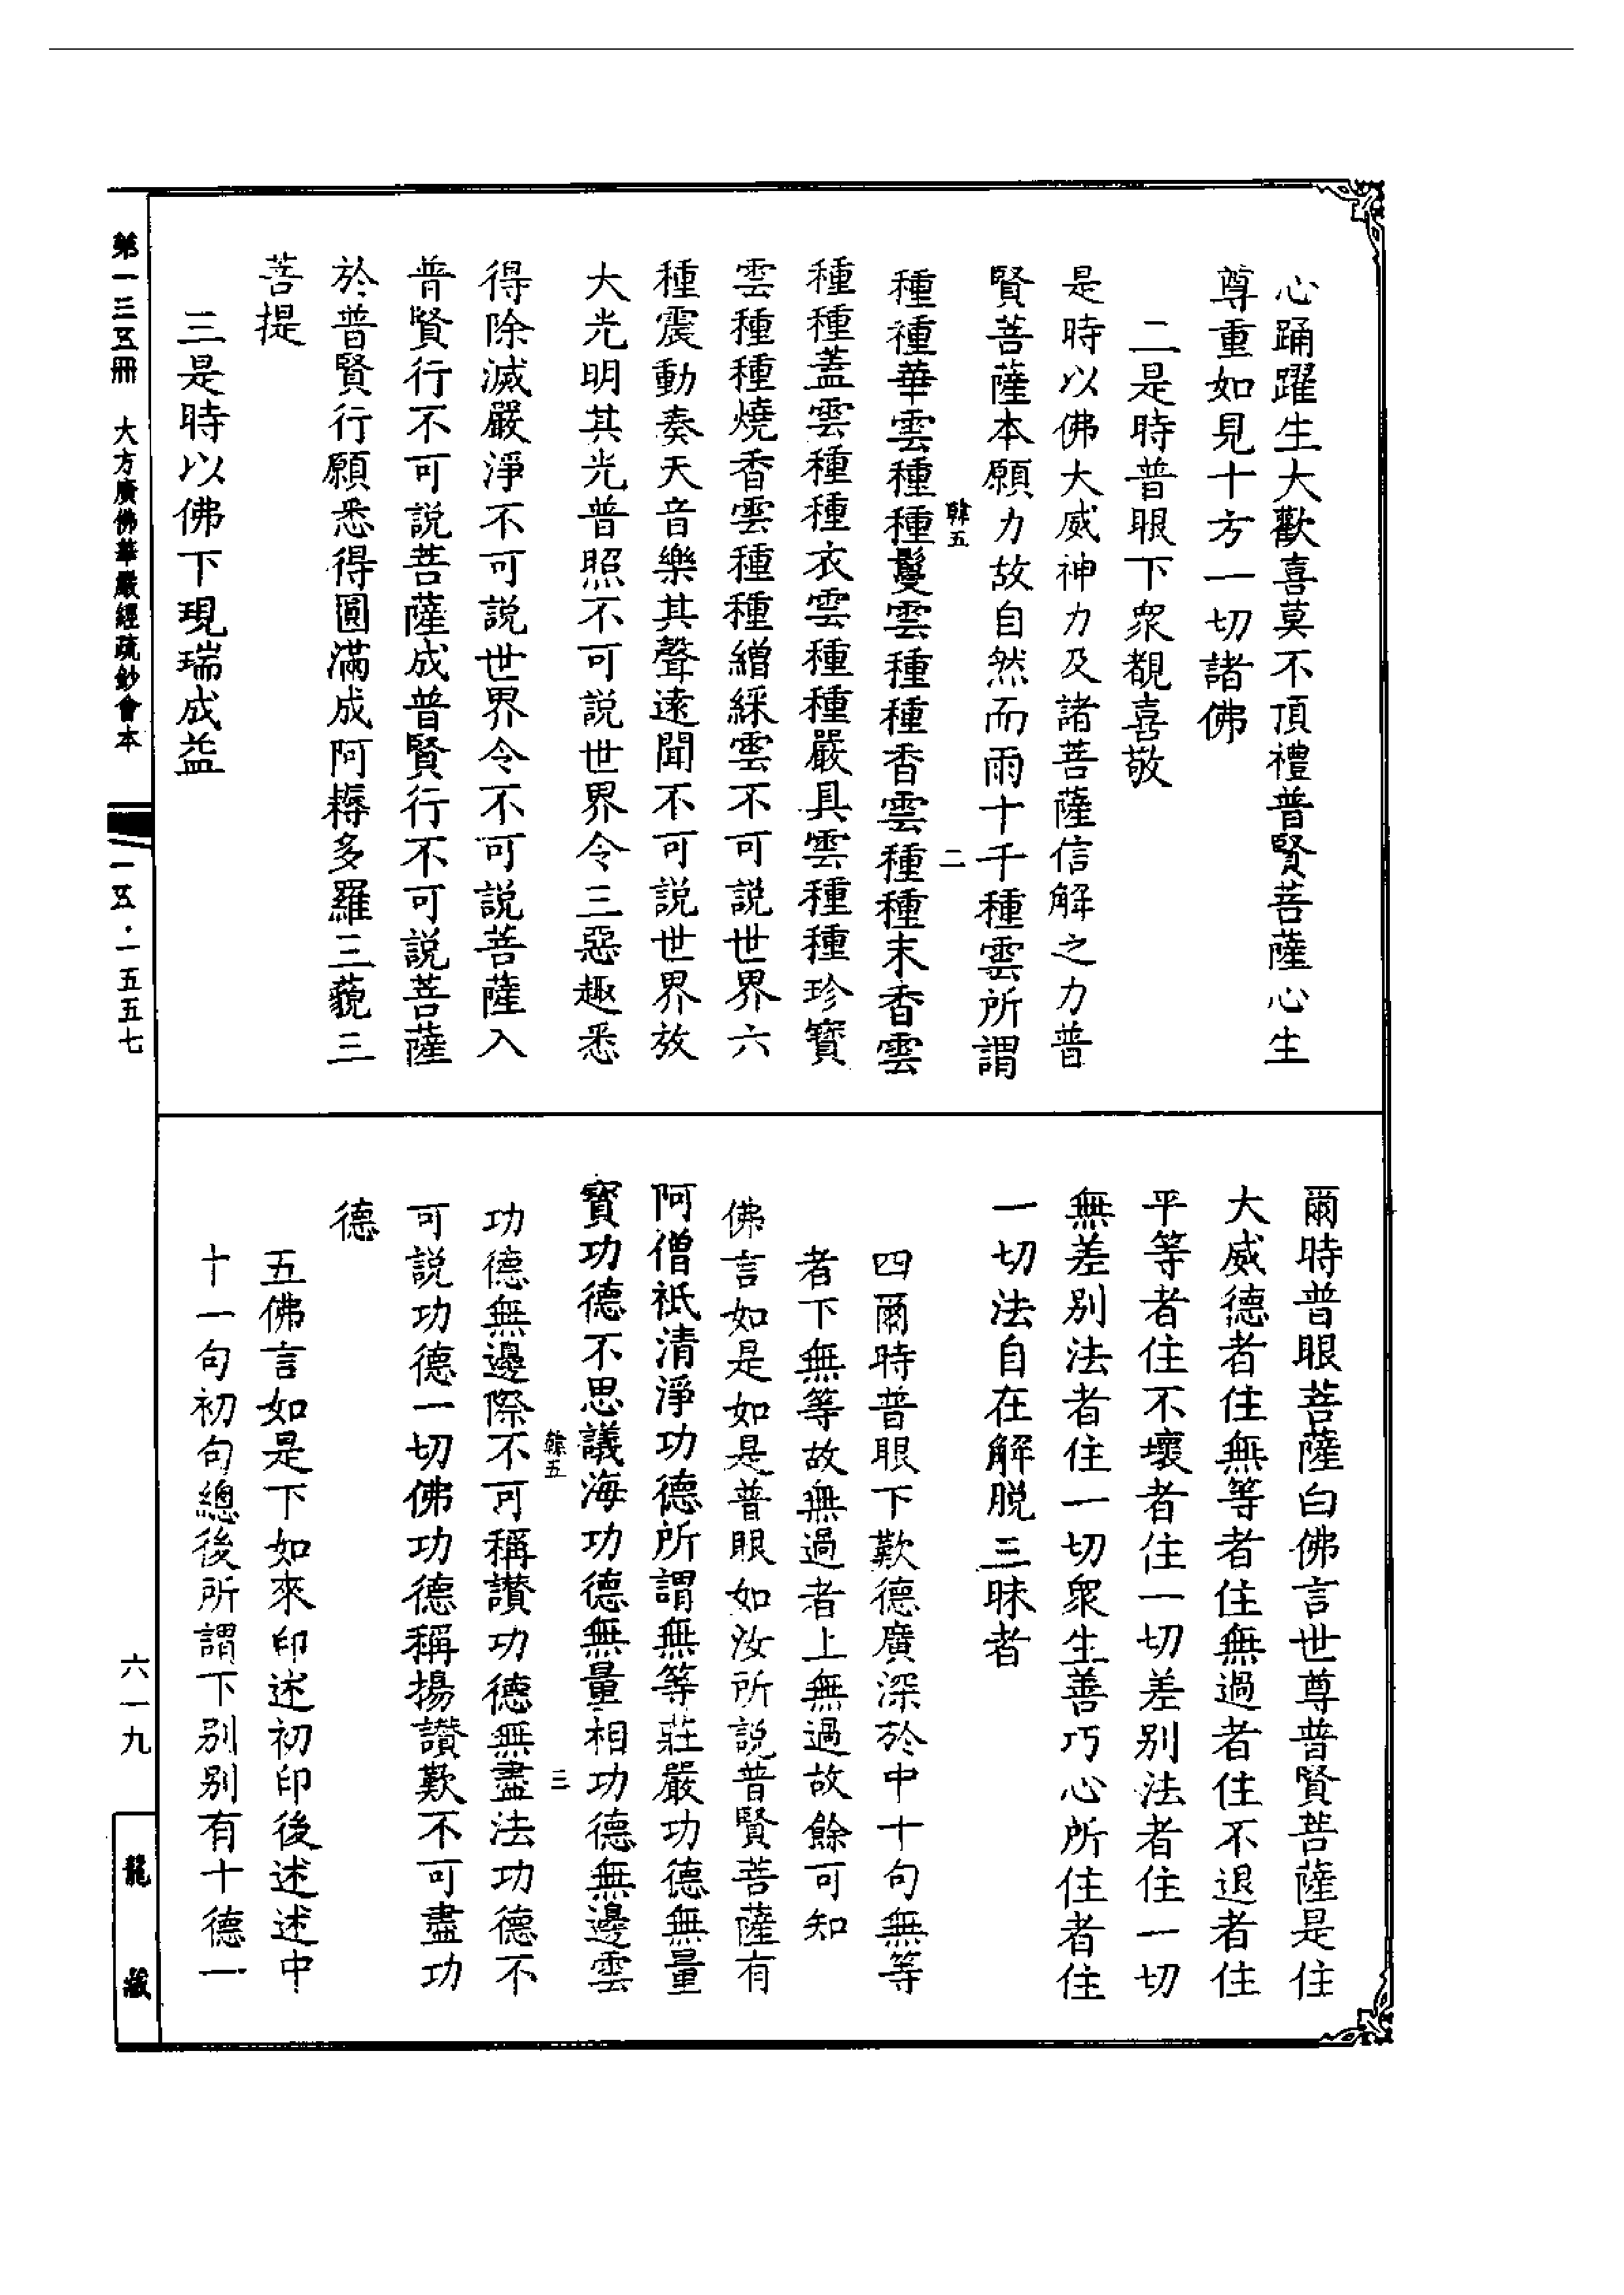 心踊躍生大歡喜莫不頂禮普賢菩薩心生
尊重如見十方一切諸佛
二是時普眼下眾覩喜敬
是時以佛大威神力及諸菩薩信解之力普
賢菩薩本願力故自然而雨十千種雲所謂
韓五 二
種種華雲種種鬘雲種種香雲種種末香雲
種種蓋雲種種衣雲種種嚴具雲種種珍寶
雲種種燒香雲種種繒綵雲不可說世界六
種震動奏天音樂其聲遠聞不可說世界放
大光明其光普照不可說世界令三惡趣悉
得除滅嚴淨不可說世界令不可說菩薩入
普賢行不可說菩薩成普賢行不可說菩薩
於普賢行願悉得圓滿成阿耨多羅三藐三
菩提
三是時以佛下現瑞成益
爾時普眼菩薩白佛言世尊普賢菩薩是住
大威德者住無等者住無過者住不退者住
平等者住不壞者住一切差別法者住一切
無差別法者住一切眾生善巧心所住者住
一切法自在解脫三昧者
四爾時普眼下歎德廣深於中十句無等
者下無等故無過者上無過故餘可知
佛言如是如是普眼如汝所說普賢菩薩有
阿僧祇清淨功德所謂無等莊嚴功德無量
寶功德不思議海功德無量相功德無邊雲
韓五 三
功德無邊際不可稱讚功德無盡法功德不
可說功德一切佛功德稱揚讚歎不可盡功
德
五佛言如是下如來印述初印後述述中
十一句初句總後所謂下別別有十德一
第一三五冊 大方廣佛華嚴經疏鈔會本
一五·一五五七
六一九
龍藏